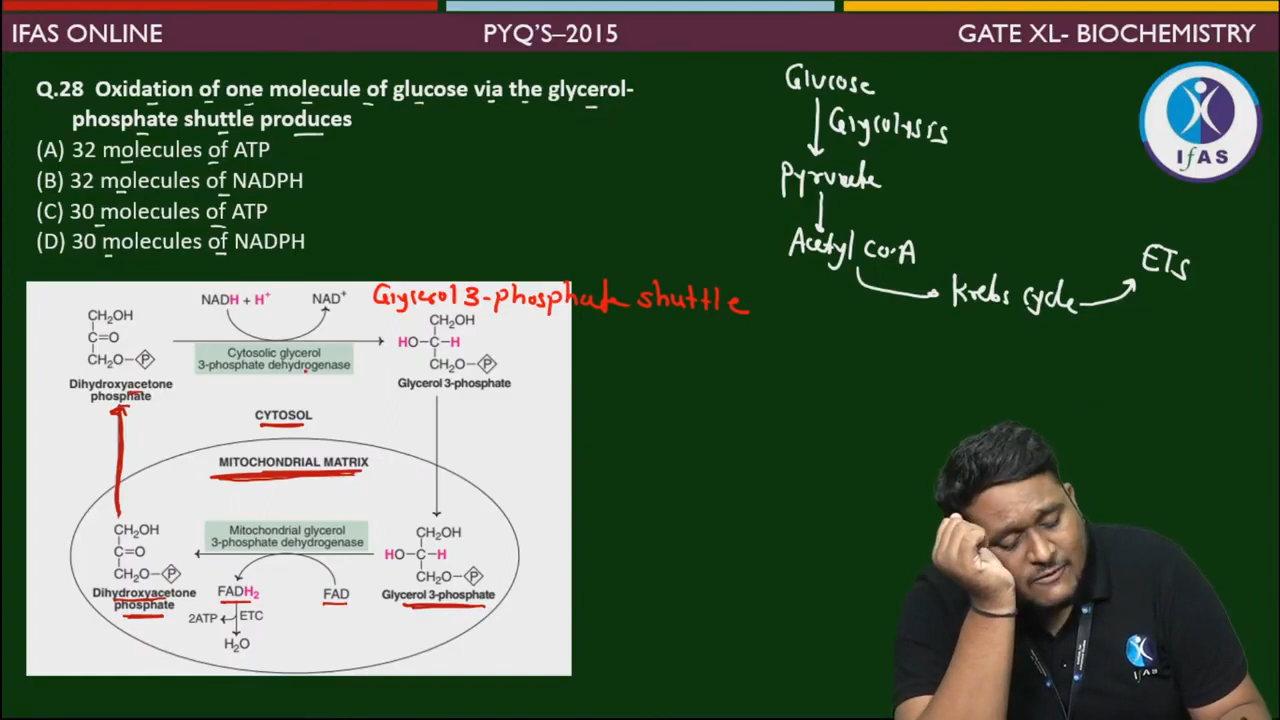 IFAS ONLINE
PYQ'S–2015
GATE XL- BIOCHEMISTRY
Q.28 Oxidation of one molecule of glucose via the glycerol-
phosphate shuttle produces
(A) 32 molecules of ATP
(B) 32 molecules of NADPH
(C) 30 molecules of ATP
(D) 30 molecules of NADPH
Glucose
Glycolysis
Pyruvate
Acetyl CoA
Krebs cycle
ETS
IfAS
Glycerol 3-phosphate shuttle
NADH + H+
NAD+
CH2OH
C=O
CH2O-P
Dihydroxyacetone
phosphate
Cytosolic glycerol
3-phosphate dehydrogenase
CH2OH
HO-C-H
CH2O-P
Glycerol 3-phosphate
CYTOSOL
MITOCHONDRIAL MATRIX
CH2OH
C=O
CH2O-P
Dihydroxyacetone
phosphate
Mitochondrial glycerol
3-phosphate dehydrogenase
FADH2
FAD
2ATP
ETC
H2O
CH2OH
HO-C-H
CH2O-P
Glycerol 3-phosphate
IfAS